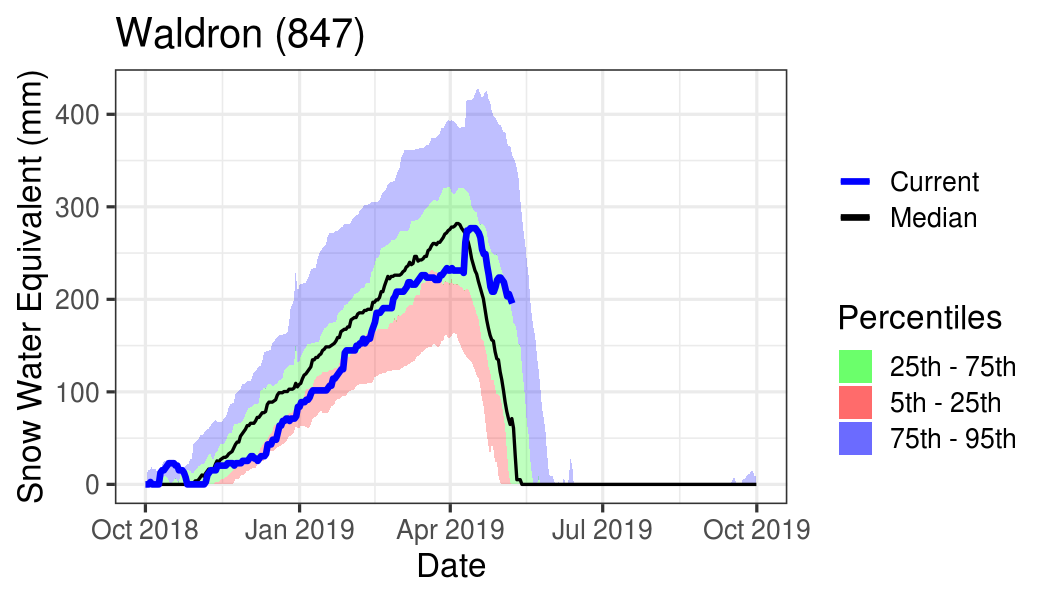 Waldron (847)
Snow Water Equivalent (mm)
400
300
200
100
0
Oct 2018
Jan 2019
Apr 2019
Jul 2019
Oct 2019
Date
Current
Median
Percentiles
25th - 75th
5th - 25th
75th - 95th